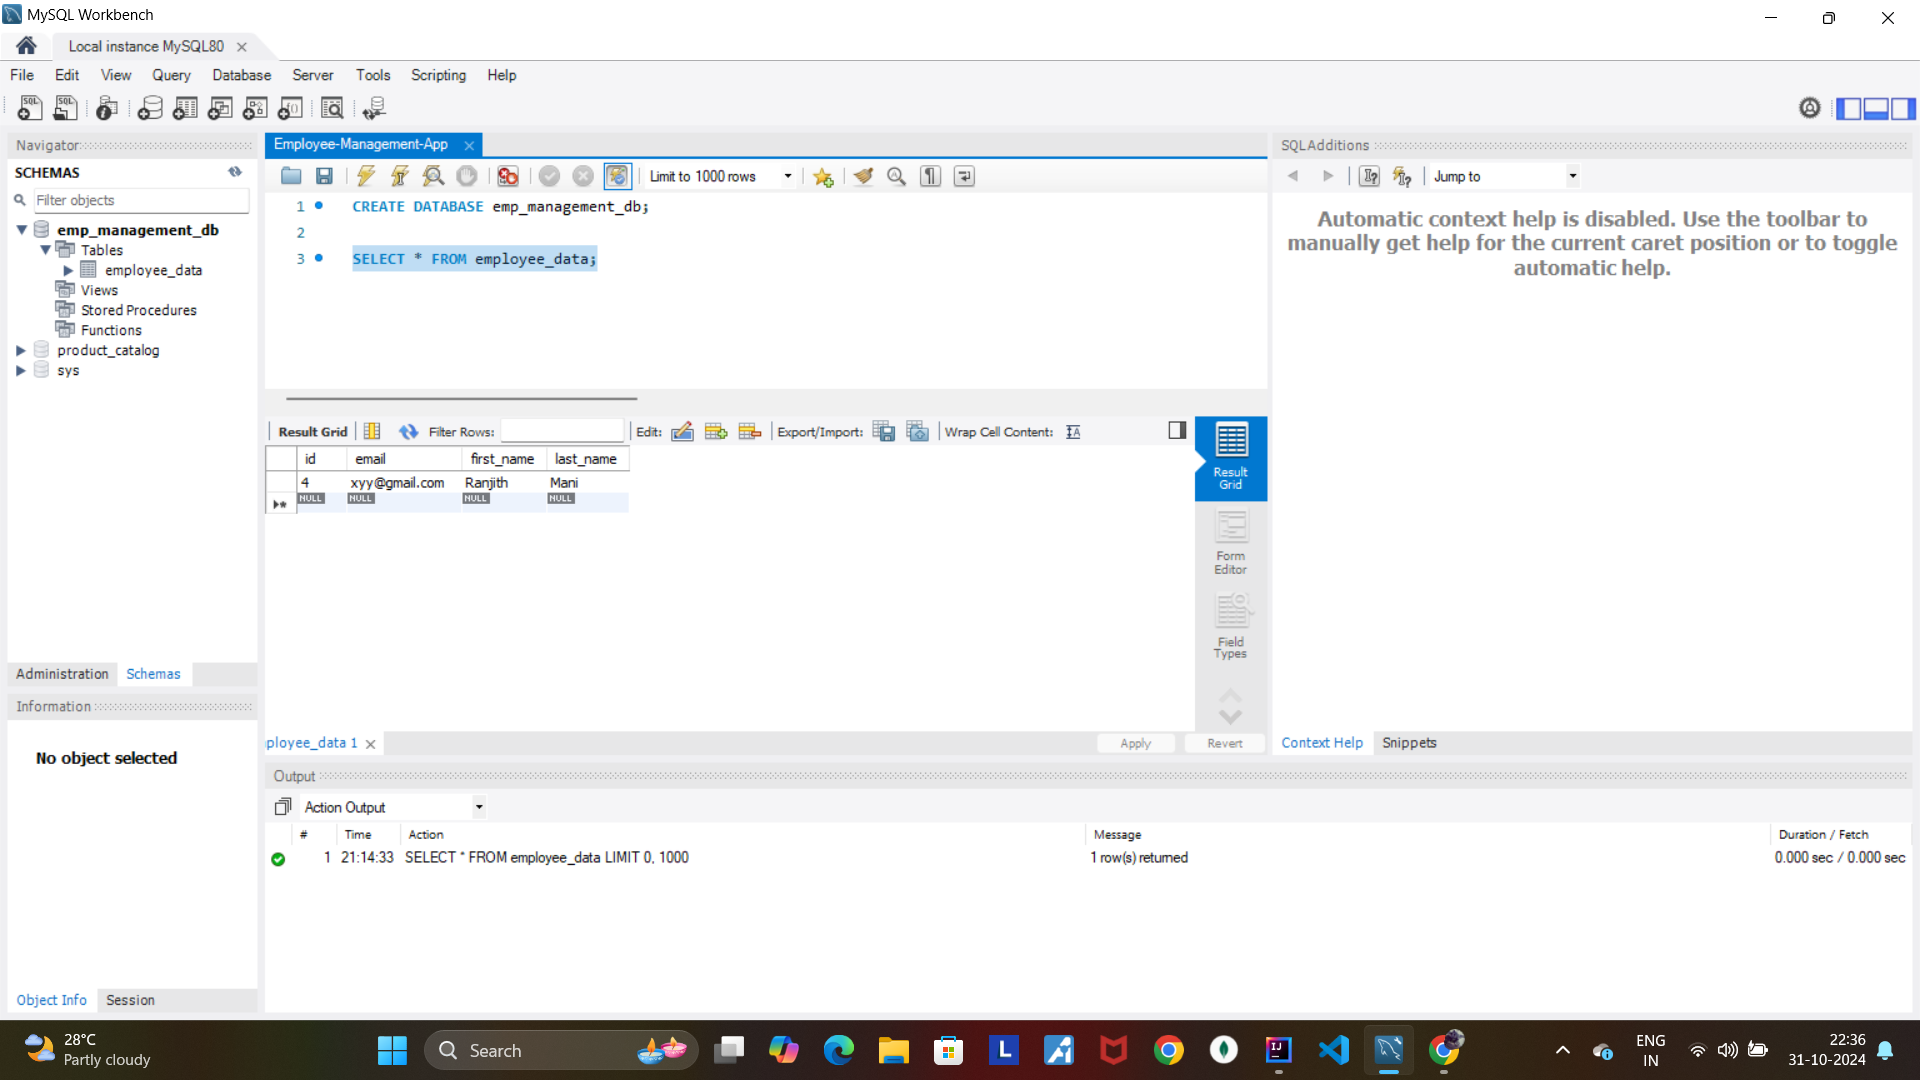 MySQL Workbench
Local instance MySQL80
File Edit View Query Database Server Tools Scripting Help
Navigator
SCHEMAS
Filter objects
emp_management_db
Tables
employee_data
Views
Stored Procedures
Functions
product_catalog
sys
Administration Schemas
Information
No object selected
Object Info Session
Employee-Management-App
Limit to 1000 rows
1 CREATE DATABASE emp_management_db;
2
3 SELECT * FROM employee_data;
Result Grid Filter Rows: Edit: Export/Import: Wrap Cell Content:
id email first_name last_name
4 xyy@gmail.com Ranjith Mani
NULL NULL NULL NULL
Result
Grid
Form
Editor
Field
Types
ployee_data 1
Apply Revert
SQLAdditions
Jump to
Automatic context help is disabled. Use the toolbar to
manually get help for the current caret position or to toggle
automatic help.
Context Help Snippets
Output
Action Output
# Time Action Message Duration / Fetch
1 21:14:33 SELECT * FROM employee_data LIMIT 0, 1000 1 row(s) returned 0.000 sec / 0.000 sec
28°C
Partly cloudy
Search
ENG
IN
22:36
31-10-2024